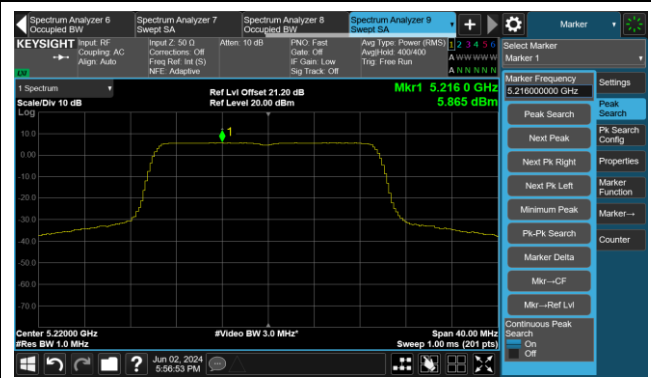 Spectrum Analyzer 6
Occupied BW
Spectrum Analyzer 7
Swept SA
Spectrum Analyzer 8
Occupied BW
Spectrum Analyzer 9
Swept SA
Marker
KEYSIGHT
Input: RF
Coupling: AC
Align: Auto
Input Z: 50 Ω
Corrections: Off
Freq Ref: Int (S)
NFE: Adaptive
Atten: 10 dB
PNO: Fast
Gate: Off
IF Gain: Low
Sig Track: Off
Avg Type: Power (RMS)
Avg|Hold: 400/400
Trig: Free Run
1 2 3 4 5 6
A W W W W W
A N N N N N
Select Marker
Marker 1
1 Spectrum
Scale/Div 10 dB
Log
Ref Lvl Offset 21.20 dB
Ref Level 20.00 dBm
Mkr1 5.216 0 GHz
5.865 dBm
1
10.0
0.00
-10.0
-20.0
-30.0
-40.0
-50.0
-60.0
-70.0
Center 5.22000 GHz
#Res BW 1.0 MHz
#Video BW 3.0 MHz*
Span 40.00 MHz
Sweep 1.00 ms (201 pts)
Marker Frequency
5.216000000 GHz
Peak Search
Next Peak
Next Pk Right
Next Pk Left
Minimum Peak
Pk-Pk Search
Marker Delta
Mkr→CF
Mkr→Ref Lvl
Continuous Peak
Search
On
Off
Settings
Peak
Search
Pk Search
Config
Properties
Marker
Function
Marker→
Counter
Jun 02, 2024
5:56:53 PM